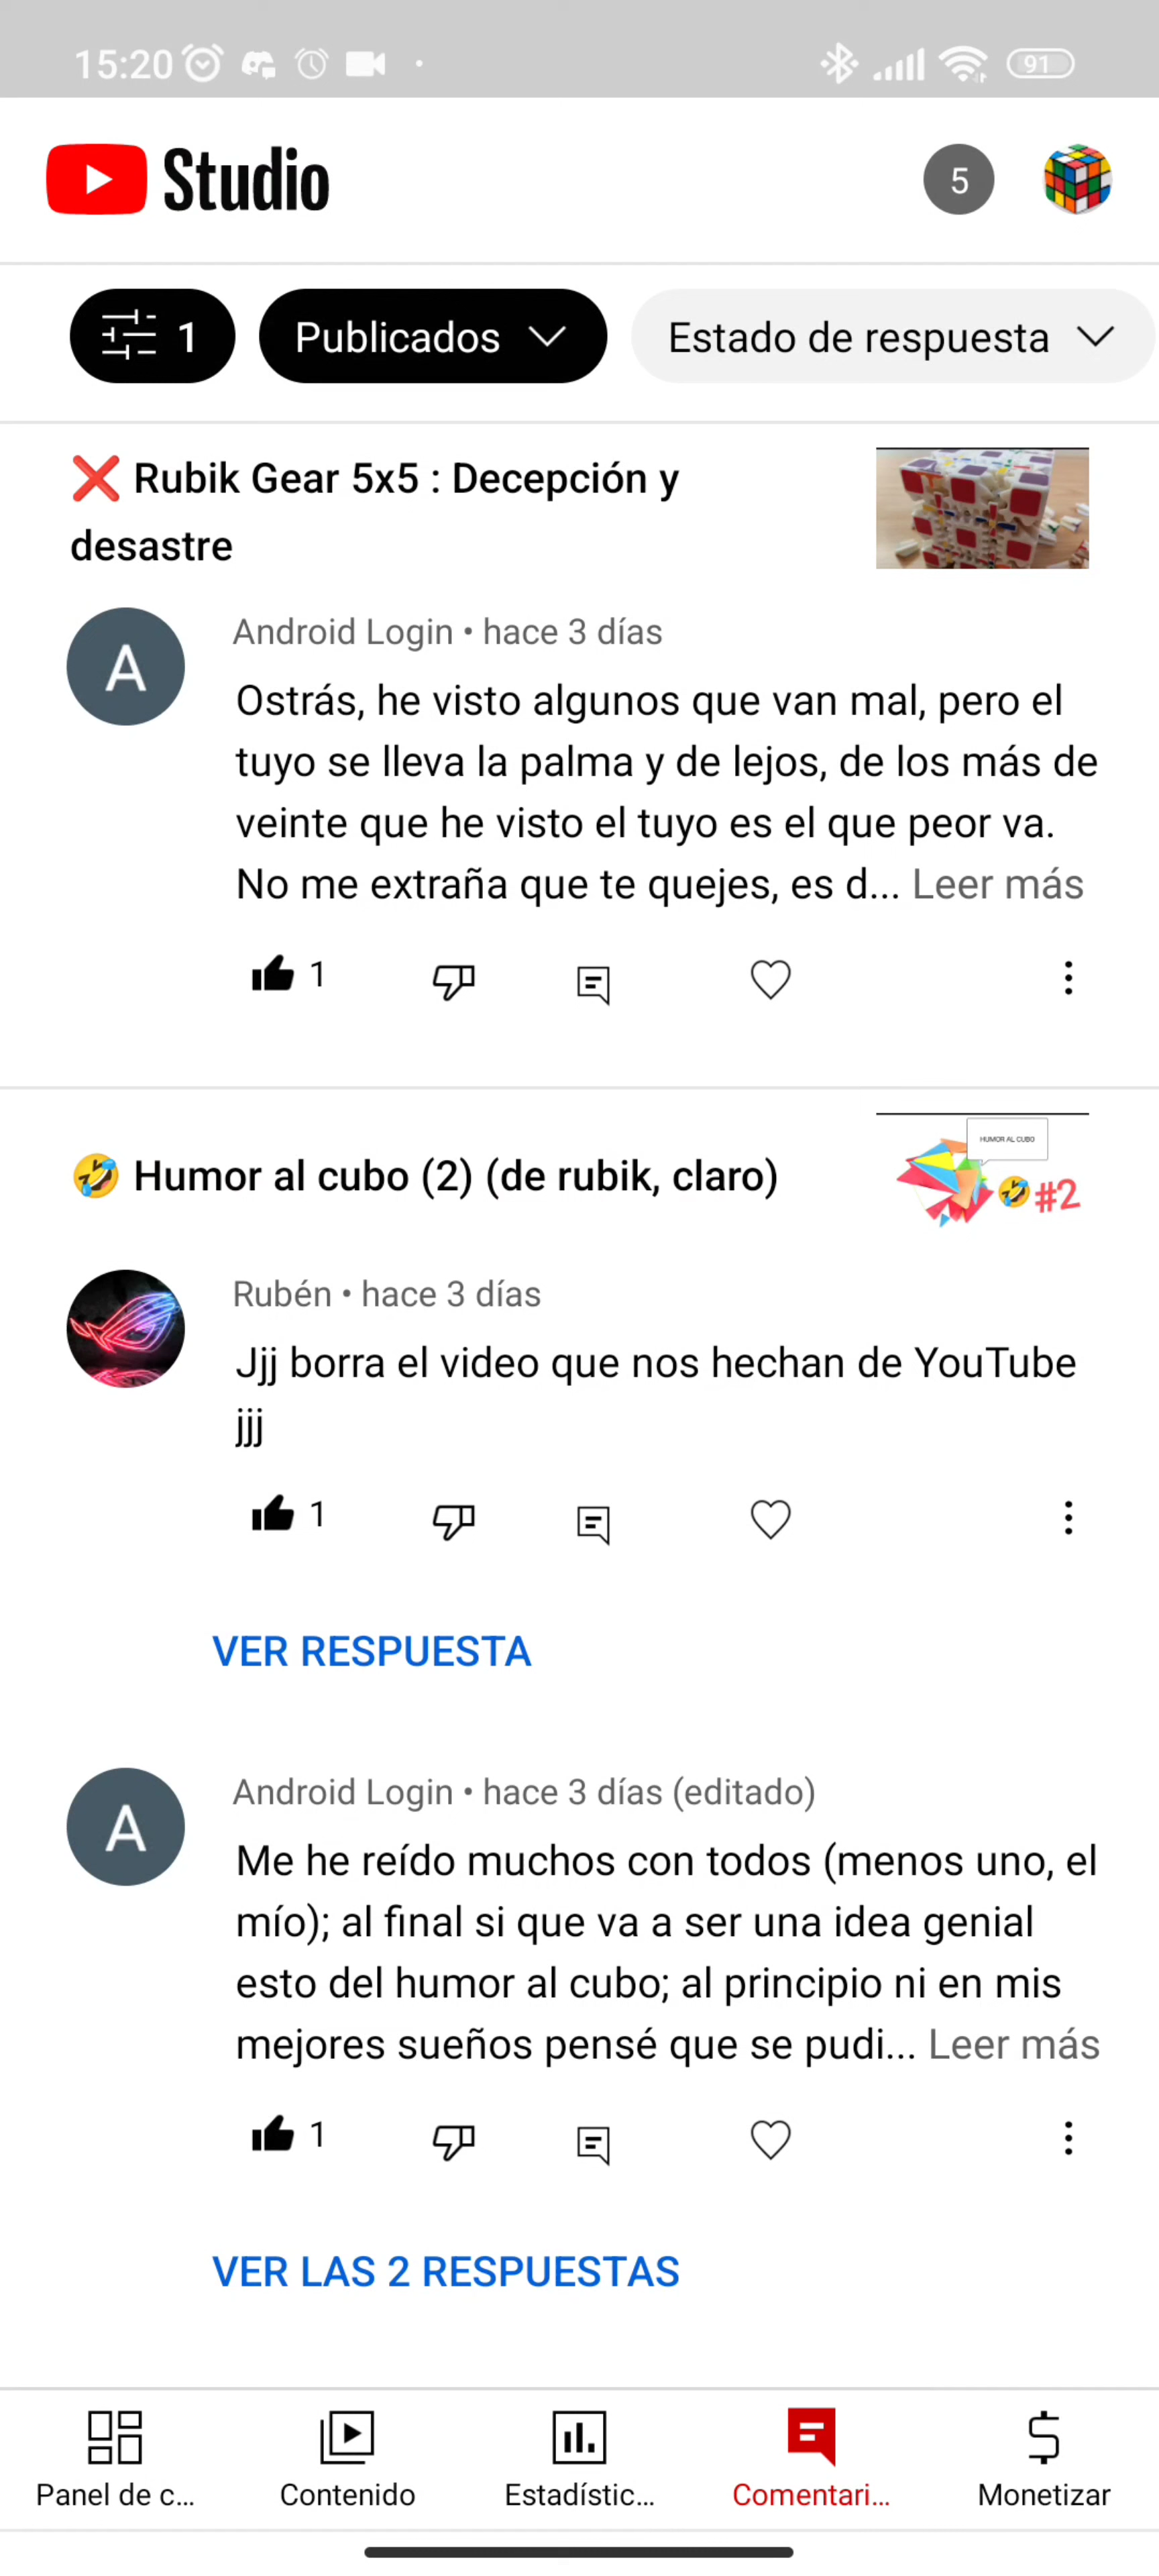 15:20
91
Studio
5
1
Publicados
Estado de respuesta
❌ Rubik Gear 5x5 : Decepción y
desastre
A
Android Login • hace 3 días
Ostrás, he visto algunos que van mal, pero el
tuyo se lleva la palma y de lejos, de los más de
veinte que he visto el tuyo es el que peor va.
No me extraña que te quejes, es d... Leer más
1
🤣 Humor al cubo (2) (de rubik, claro)
HUMOR AL CUBO
🤣 #2
Rubén • hace 3 días
Jjj borra el video que nos hechan de YouTube
jjj
1
VER RESPUESTA
A
Android Login • hace 3 días (editado)
Me he reído muchos con todos (menos uno, el
mío); al final si que va a ser una idea genial
esto del humor al cubo; al principio ni en mis
mejores sueños pensé que se pudi... Leer más
1
VER LAS 2 RESPUESTAS
Panel de c...
Contenido
Estadístic...
Comentari...
Monetizar